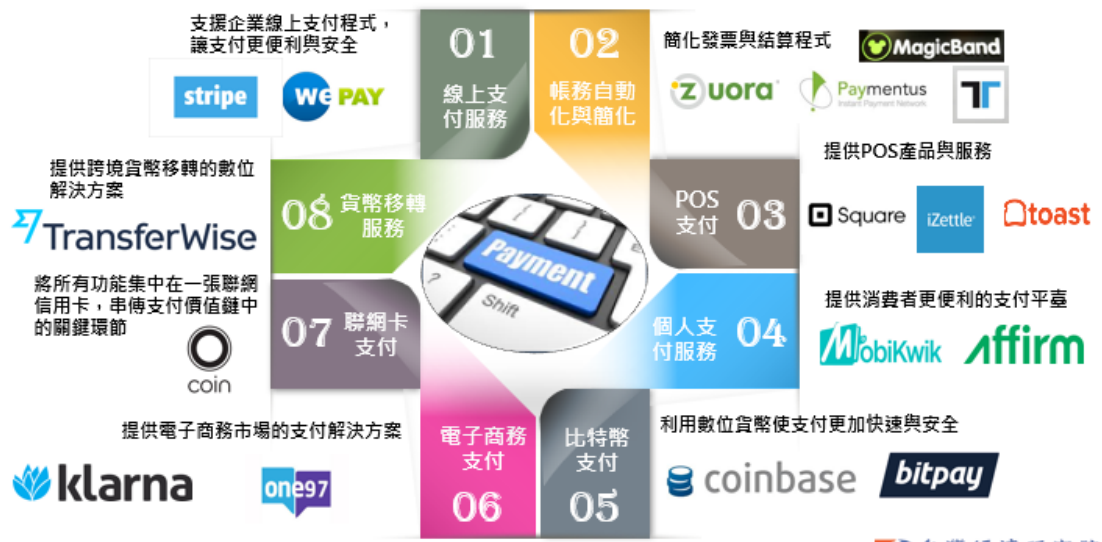 支援企業線上支付程式，
讓支付更便利與安全
stripe
WePAY
01
線上支
付服務
02
帳務自動
化與簡化
簡化發票與結算程式
MagicBand
zuora
Paymentus
Instant Payment Network
提供POS產品與服務
POS
支付
03
Square
iZettle
toast
提供消費者更便利的支付平臺
個人支
付服務
04
MobiKwik
affirm
利用數位貨幣使支付更加快速與安全
比特幣
支付
05
coinbase
bitpay
電子商務
支付
06
提供電子商務市場的支付解決方案
klarna
one97
將所有功能集中在一張聯網
信用卡，串傳支付價值鏈中
的關鍵環節
coin
07
聯網卡
支付
提供跨境貨幣移轉的數位
解決方案
TransferWise
08
貨幣移轉
服務
Payment
Shift